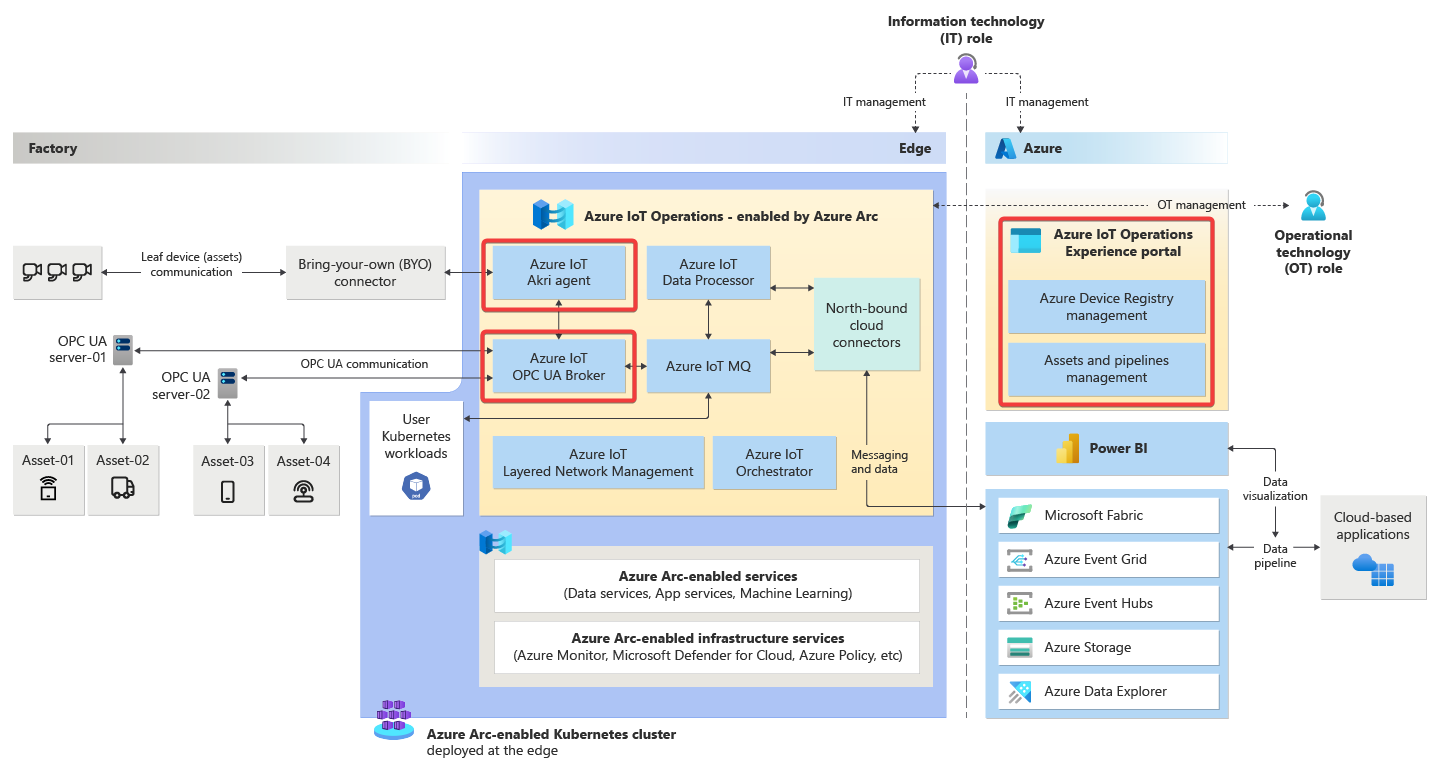 Information technology
(IT) role
IT management
IT management
Factory
Edge
Azure
Azure IoT Operations - enabled by Azure Arc
OT management
Operational
technology
(OT) role
Azure IoT Operations
Experience portal
Azure Device Registry
management
Assets and pipelines
management
Leaf device (assets)
communication
Bring-your-own (BYO)
connector
Azure IoT
Akri agent
Azure IoT
Data Processor
North-bound
cloud
connectors
OPC UA
server-01
OPC UA communication
OPC UA
server-02
Azure IoT
OPC UA Broker
Azure IoT MQ
User
Kubernetes
workloads
pod
Asset-01
Asset-02
Asset-03
Asset-04
Azure IoT
Layered Network Management
Azure IoT
Orchestrator
Messaging
and data
Power BI
Data
visualization
Data
pipeline
Cloud-based
applications
Microsoft Fabric
Azure Event Grid
Azure Event Hubs
Azure Storage
Azure Data Explorer
Azure Arc-enabled services
(Data services, App services, Machine Learning)
Azure Arc-enabled infrastructure services
(Azure Monitor, Microsoft Defender for Cloud, Azure Policy, etc)
Azure Arc-enabled Kubernetes cluster
deployed at the edge